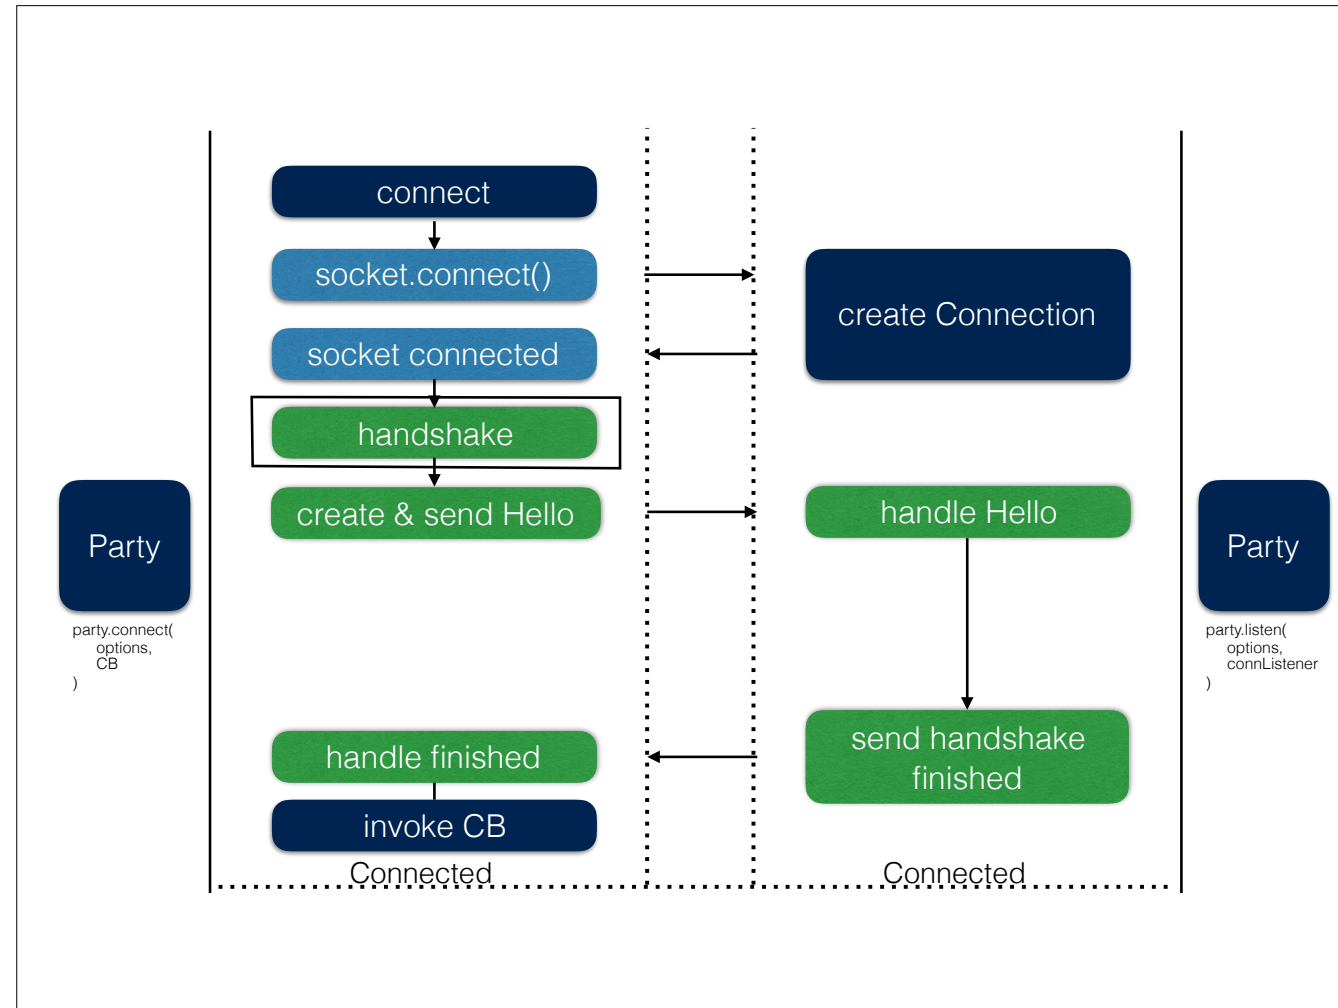 connect
socket.connect()
create Connection
socket connected
handshake
create & send Hello
handle Hello
Party
party.connect(
options,
CB
)
Party
party.listen(
options,
connListener
)
handle finished
send handshake
finished
invoke CB
Connected
Connected